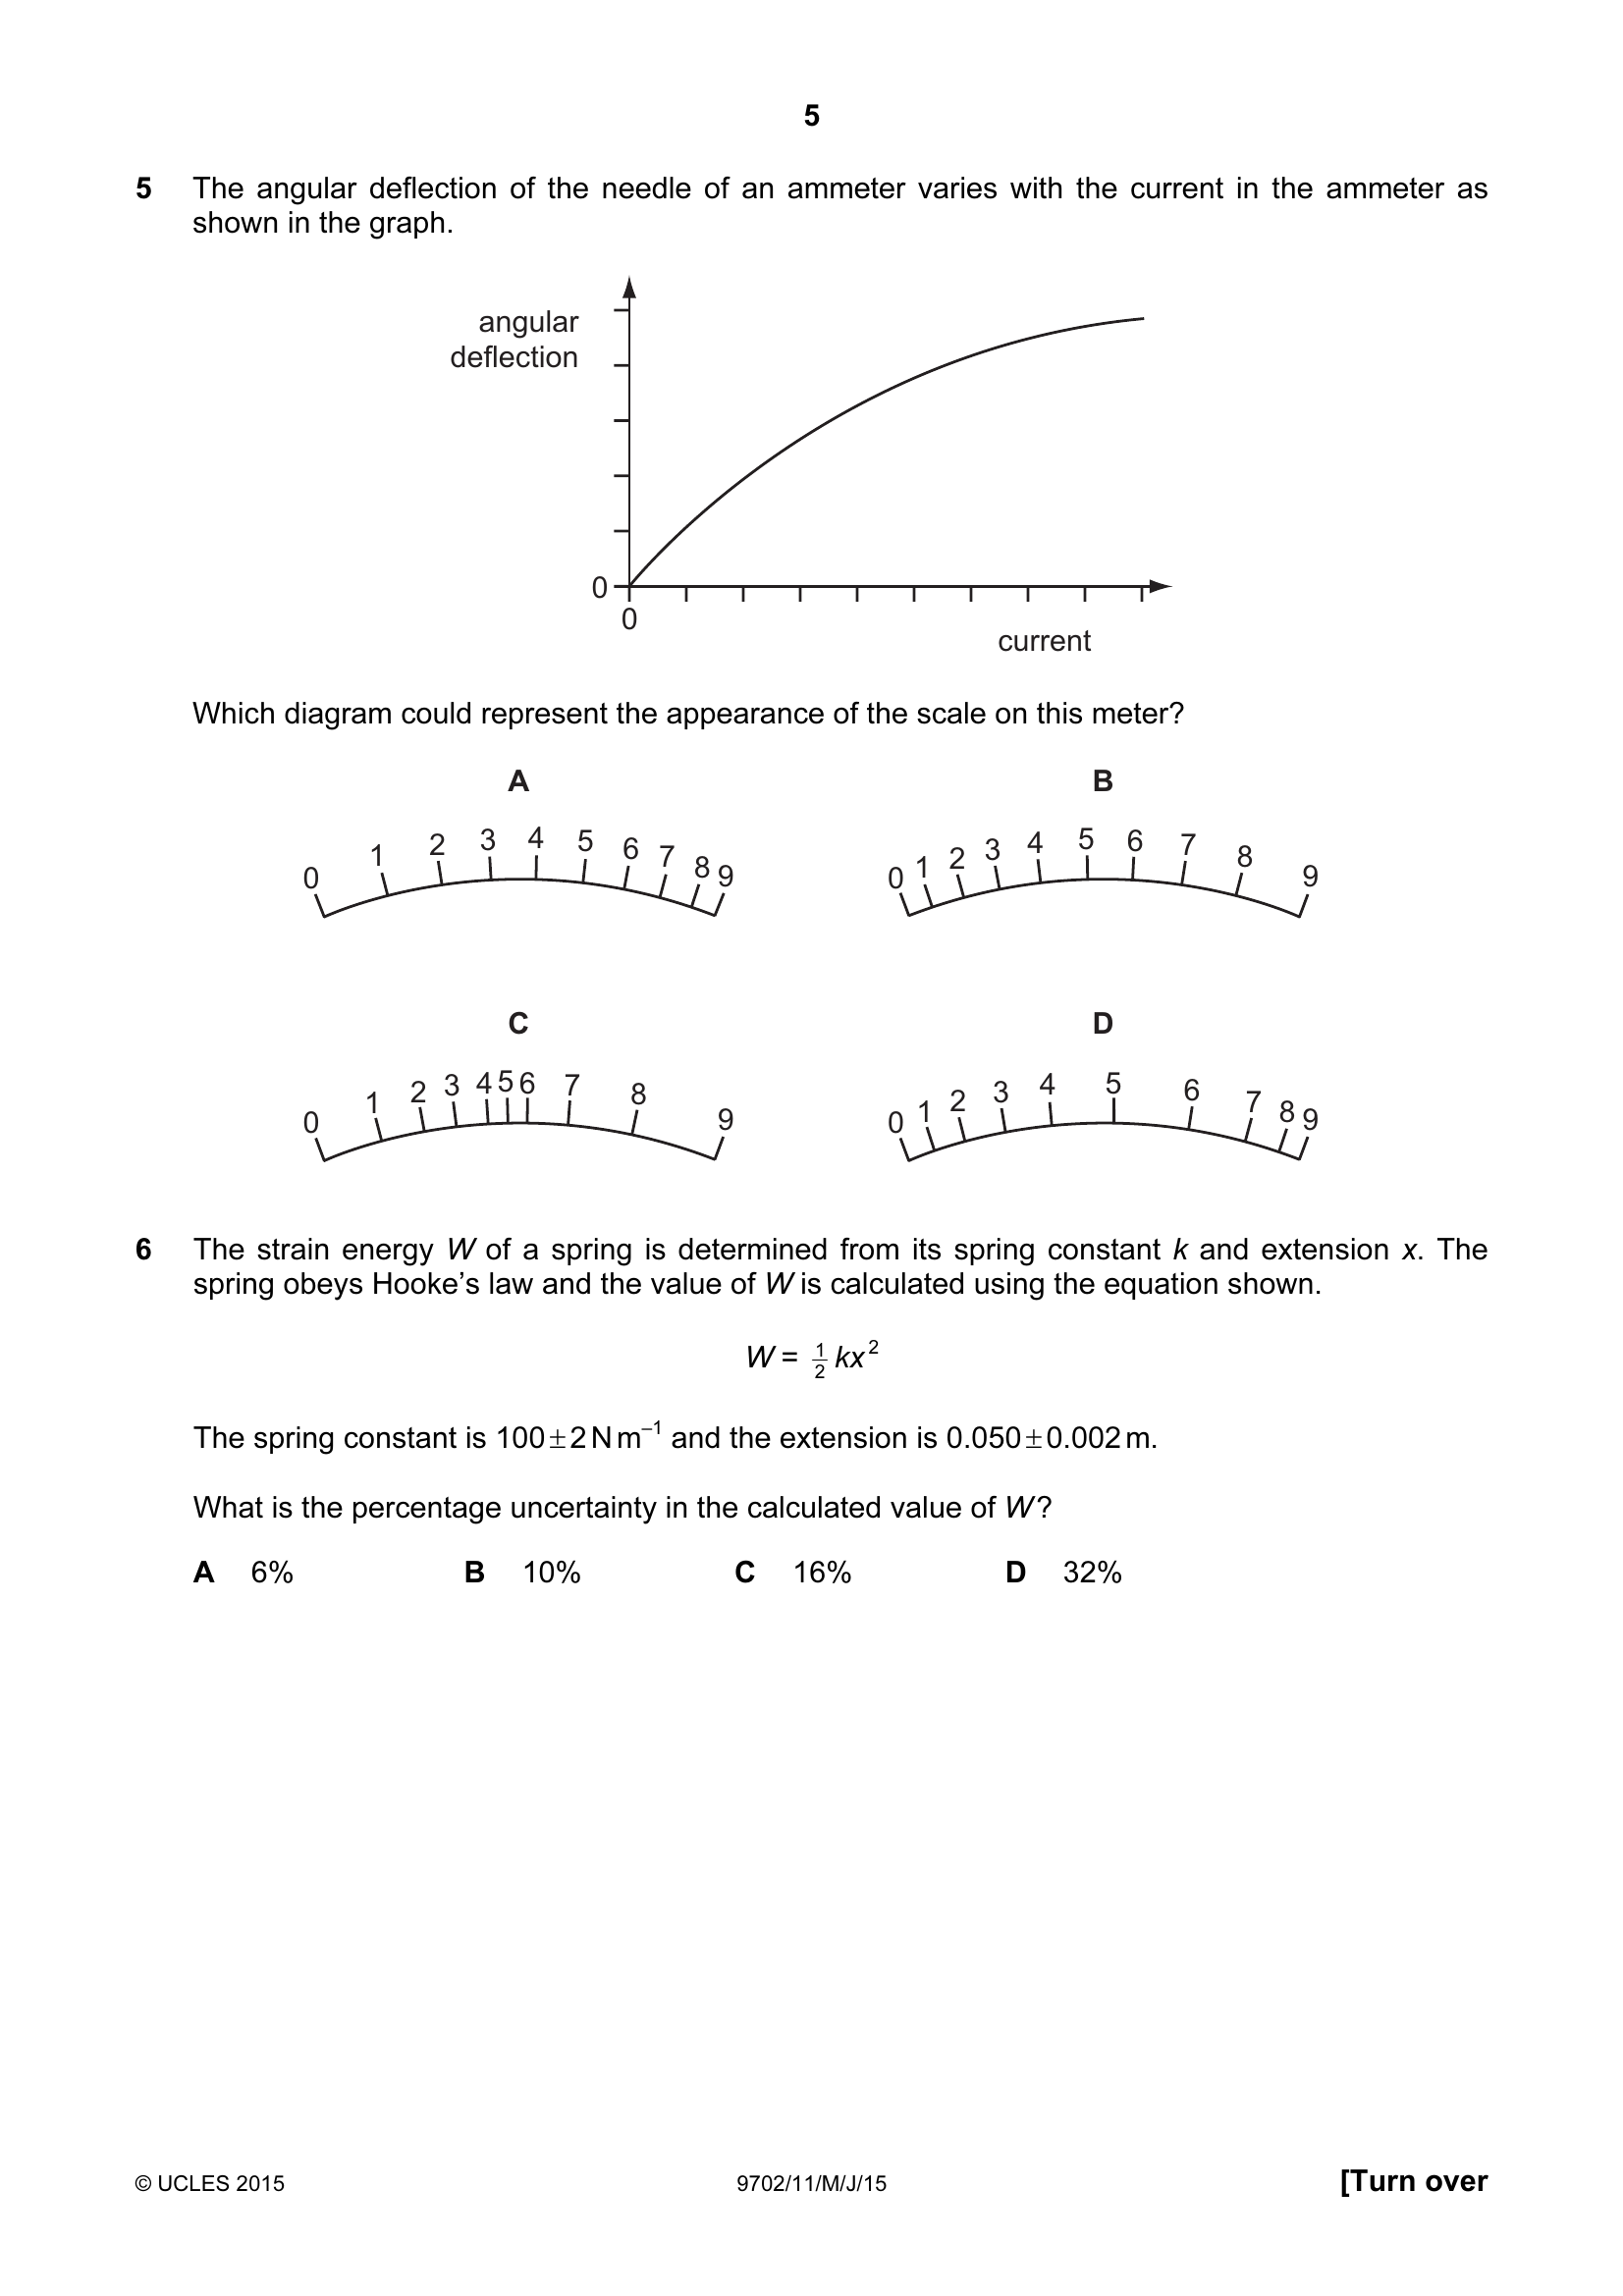 5
5 The angular deflection of the needle of an ammeter varies with the current in the ammeter as
shown in the graph.
angular
deflection
0
0
current
Which diagram could represent the appearance of the scale on this meter?
A
0 1 2 3 4 5 6 7 8 9
B
0 1 2 3 4 5 6 7 8 9
C
0 1 2 3 4 5 6 7 8 9
D
0 1 2 3 4 5 6 7 8 9
6 The strain energy W of a spring is determined from its spring constant k and extension x. The
spring obeys Hooke’s law and the value of W is calculated using the equation shown.
W = ½ kx²
The spring constant is 100 ± 2 N m⁻¹ and the extension is 0.050 ± 0.002 m.
What is the percentage uncertainty in the calculated value of W?
A 6% B 10% C 16% D 32%
© UCLES 2015 9702/11/M/J/15 [Turn over